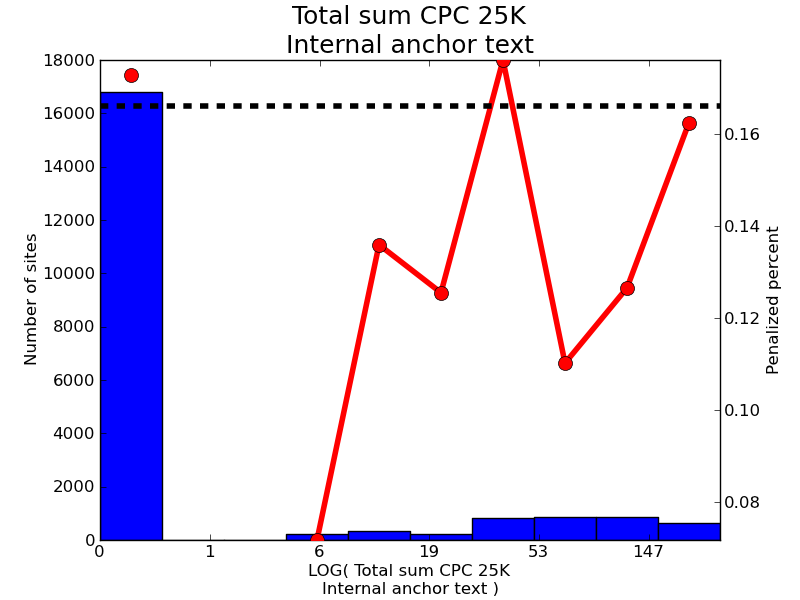 Total sum CPC 25K
Internal anchor text
18000
16000
14000
12000
10000
8000
6000
4000
2000
0
Number of sites
0.16
0.14
0.12
0.10
0.08
Penalized percent
0 1 6 19 53 147
LOG( Total sum CPC 25K
Internal anchor text )